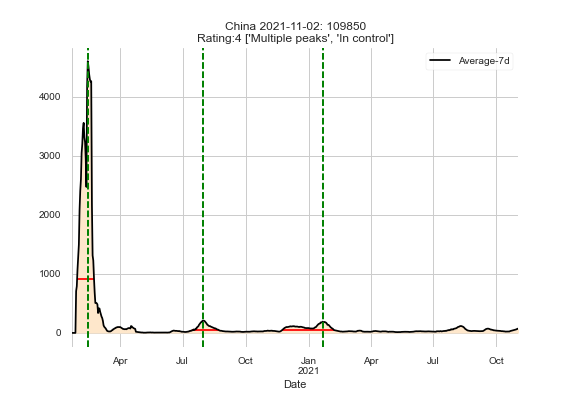 China 2021-11-02: 109850
Rating:4 ['Multiple peaks', 'In control']
Average-7d
4000
3000
2000
1000
0
Apr Jul Oct Jan Apr Jul Oct
2021
Date